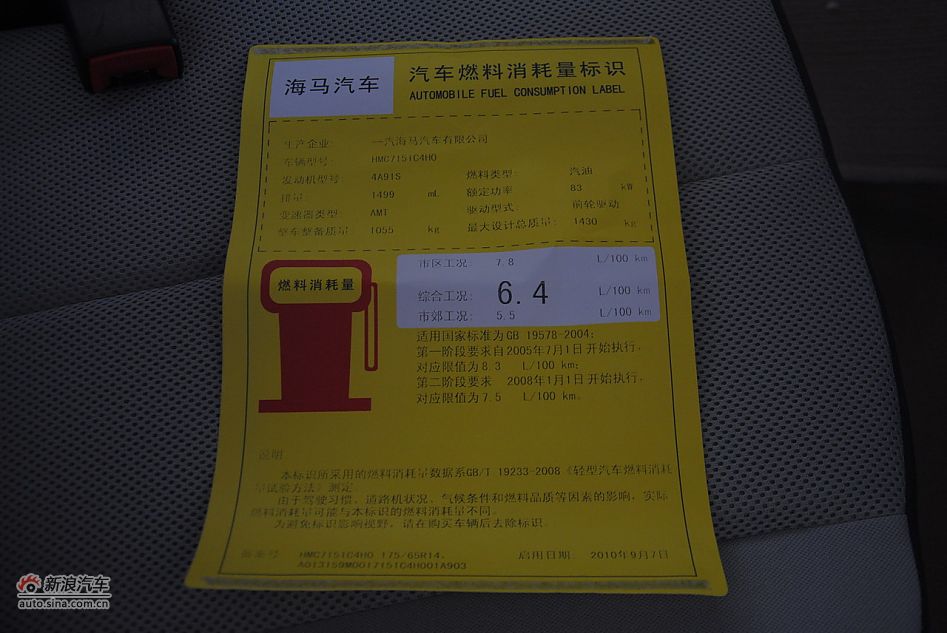 海马汽车
汽车燃料消耗量标识
AUTOMOBILE FUEL CONSUMPTION LABEL
生产企业: 一汽海马汽车有限公司
车辆型号: HMC7151C4H0
发动机型号: 4A91S 燃料类型: 汽油
排量: 1499 mL 额定功率 83 kW
变速器类型: AMT 驱动型式: 前轮驱动
整车整备质量: 1055 kg 最大设计总质量: 1430 kg
燃料消耗量
市区工况: 7.8 L/100 km
综合工况: 6.4 L/100 km
市郊工况: 5.5 L/100 km
适用国家标准为GB 19578-2004;
第一阶段要求自2005年7月1日开始执行,
对应限值为8.3 L/100 km;
第二阶段要求 2008年1月1日开始执行,
对应限值为7.5 L/100 km。
说明
本标识所采用的燃料消耗量数据系GB/T 19233-2008《轻型汽车燃料消耗
量试验方法》测定。
由于驾驶习惯、道路机状况、气候条件和燃料品质等因素的影响,实际
燃料消耗量可能与本标识的燃料消耗量不同。
为避免标识影响视野,请在购买车辆后去除标识。
备案号: HMC7151C4H0 175/65R14, 启用日期: 2010年9月7日
A013159M0017151C4H001A903
新浪汽车
auto.sina.com.cn